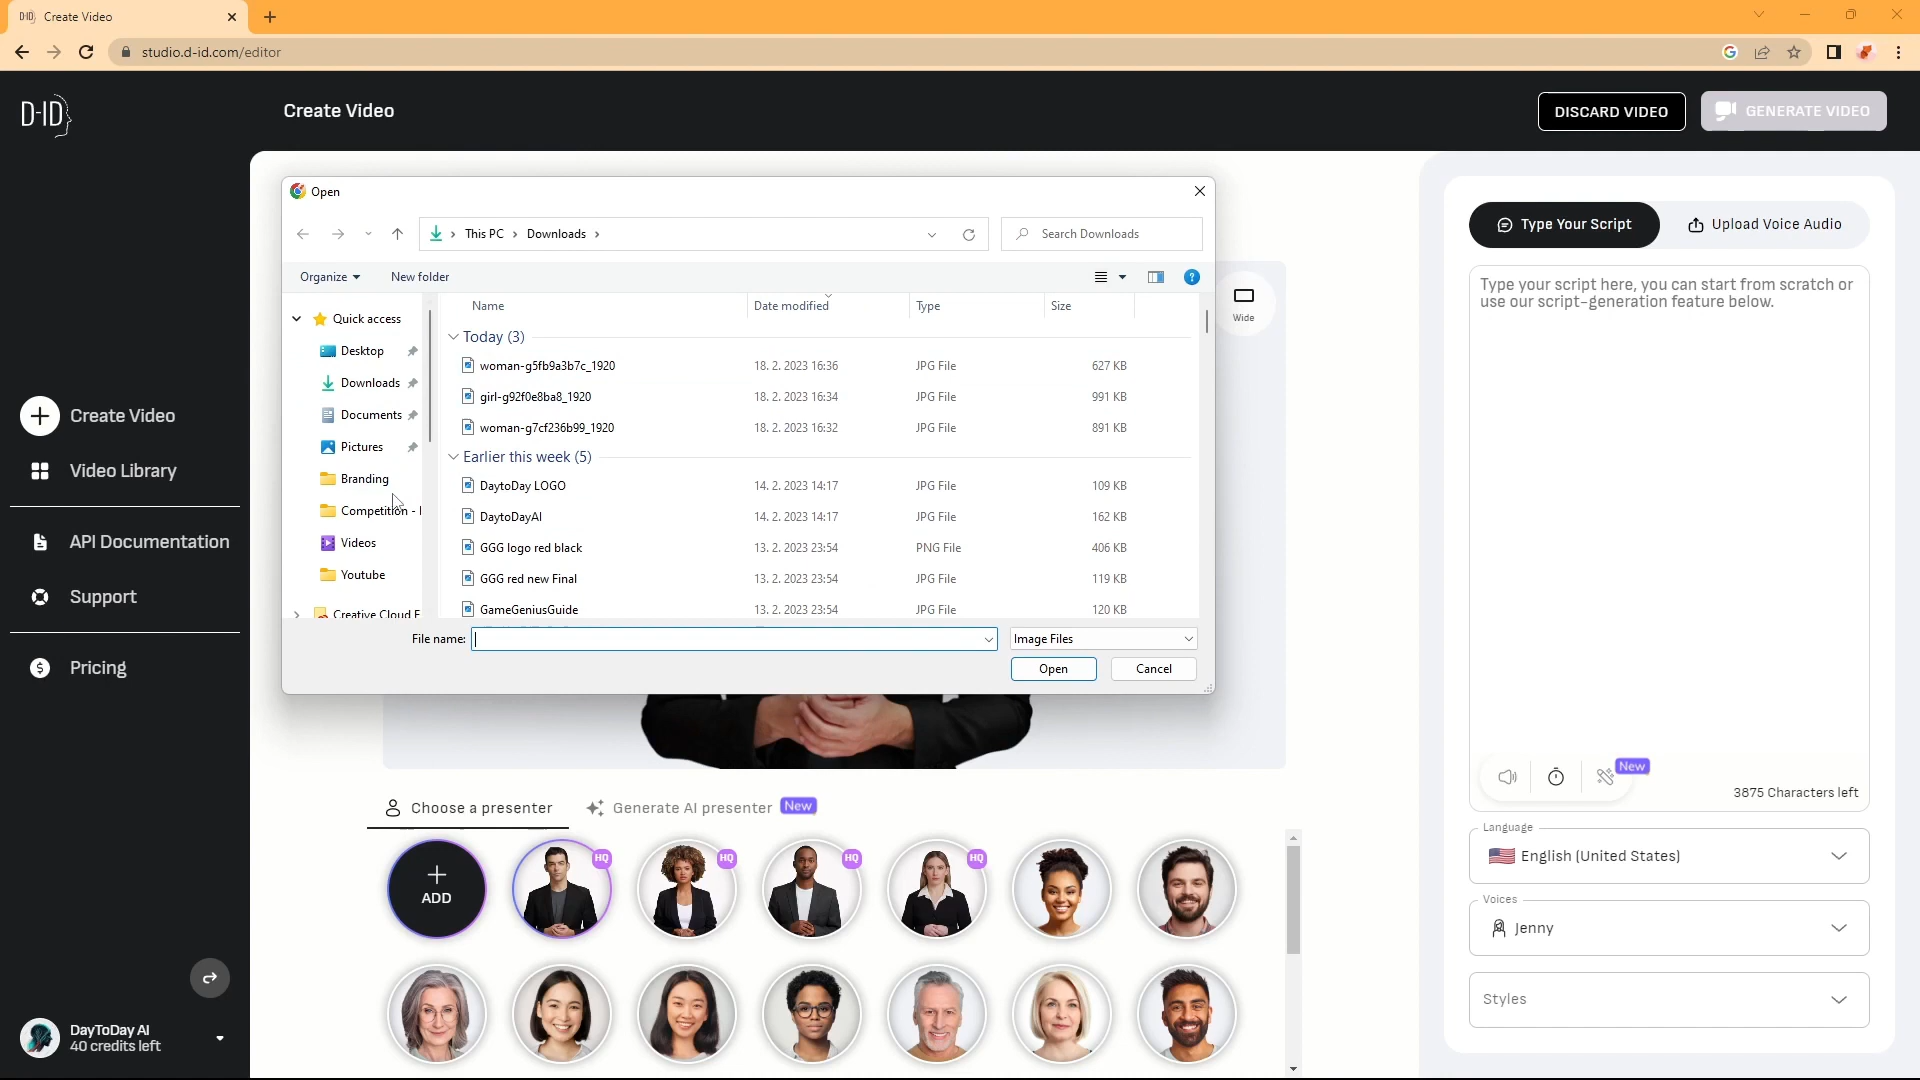 D-ID Create Video
studio.d-id.com/editor
D-ID
Create Video
DISCARD VIDEO
GENERATE VIDEO
Create Video
Video Library
API Documentation
Support
Pricing
DayToDay AI
40 credits left
Open
This PC > Downloads >
Search Downloads
Organize
New folder
Quick access
Desktop
Downloads
Documents
Pictures
Branding
Competition -
Videos
Youtube
Creative Cloud F
Name Date modified Type Size
Today (3)
woman-g5fb9a3b7c_1920 18. 2. 2023 16:36 JPG File 627 KB
girl-g92f0e8ba8_1920 18. 2. 2023 16:34 JPG File 991 KB
woman-g7cf236b99_1920 18. 2. 2023 16:32 JPG File 891 KB
Earlier this week (5)
DaytoDay LOGO 14. 2. 2023 14:17 JPG File 109 KB
DaytoDayAI 14. 2. 2023 14:17 JPG File 162 KB
GGG logo red black 13. 2. 2023 23:54 PNG File 406 KB
GGG red new Final 13. 2. 2023 23:54 JPG File 119 KB
GameGeniusGuide 13. 2. 2023 23:54 JPG File 120 KB
File name:
Image Files
Open
Cancel
Wide
Choose a presenter
Generate AI presenter New
ADD
HQ
HQ
HQ
HQ
Type Your Script
Upload Voice Audio
Type your script here, you can start from scratch or
use our script-generation feature below.
New
3875 Characters left
Language
English (United States)
Voices
Jenny
Styles